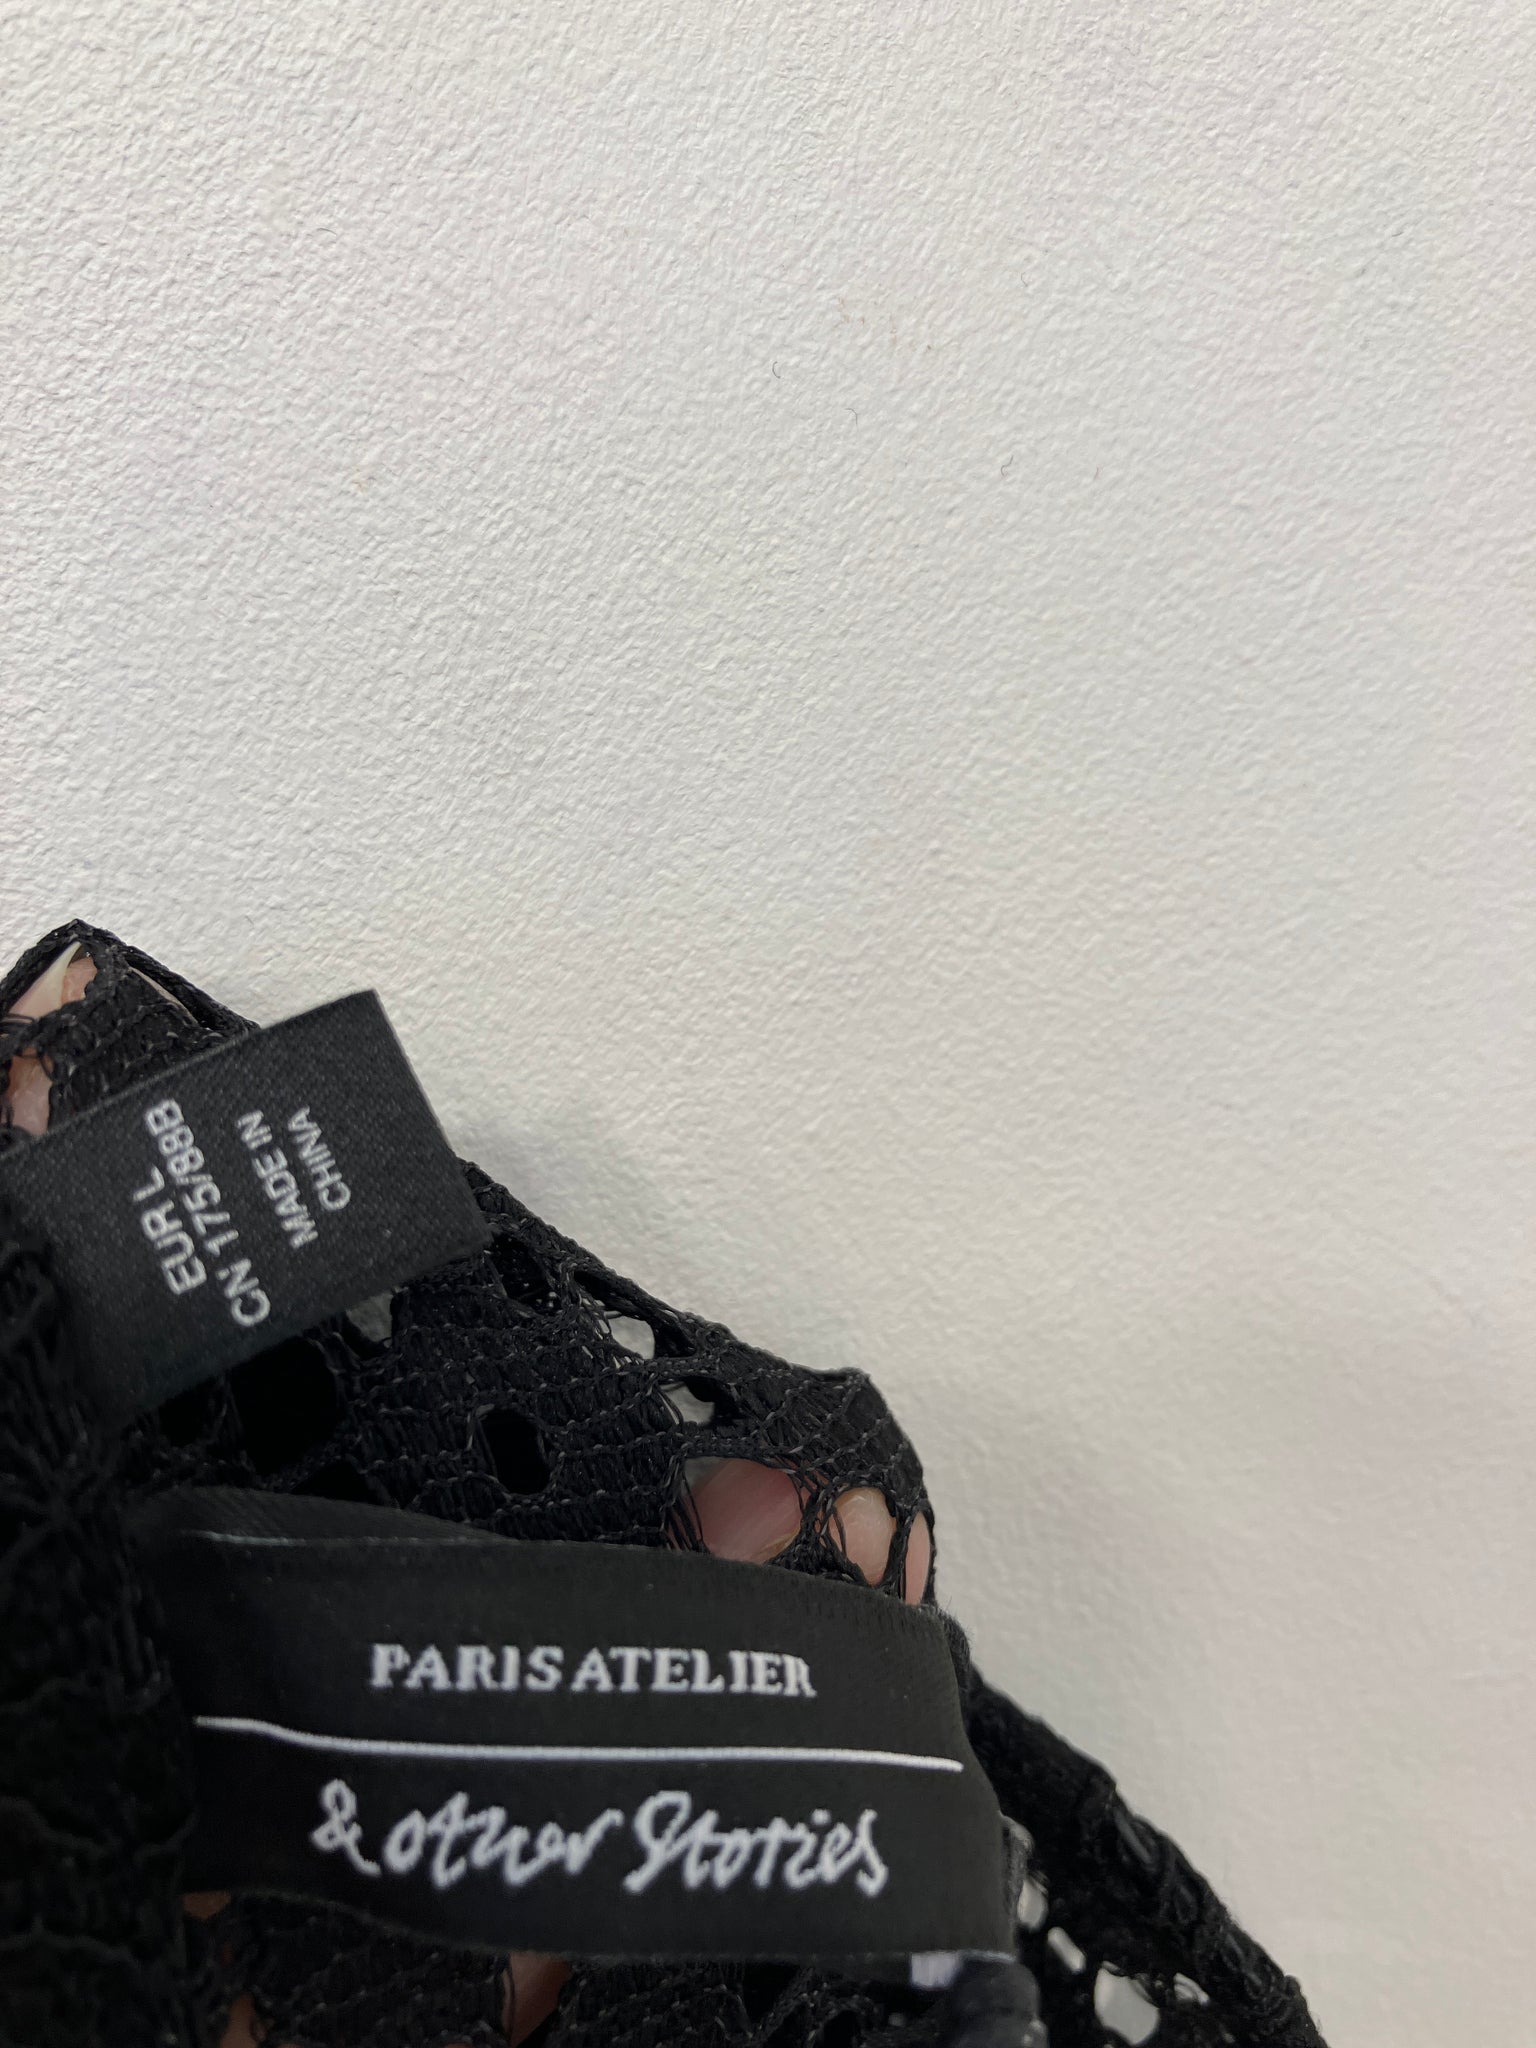 EUR L
CN 175/88B
MADE IN
CHINA
PARIS ATELIER
& other Stories